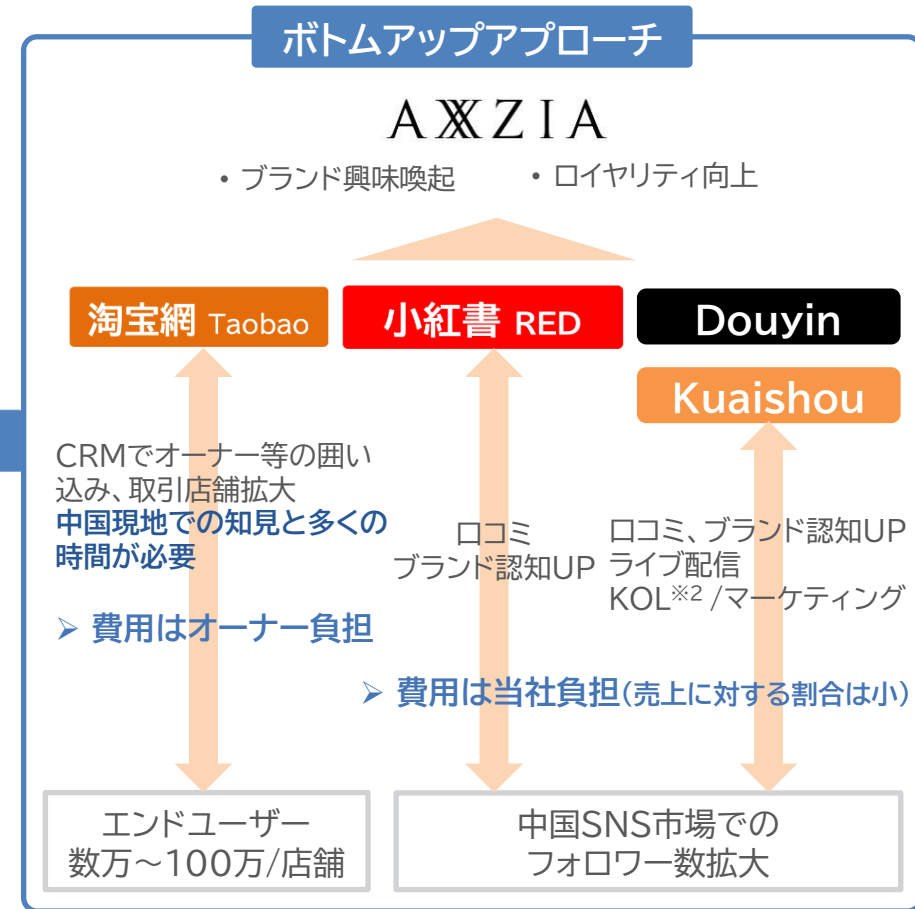 ボトムアップアプローチ
AXXZIA
• ブランド興味喚起
• ロイヤリティ向上
淘宝網 Taobao
小紅書 RED
Douyin
Kuaishou
CRMでオーナー等の囲い
込み、取引店舗拡大
中国現地での知見と多くの
時間が必要
➢ 費用はオーナー負担
口コミ
ブランド認知UP
口コミ、ブランド認知UP
ライブ配信
KOL※2 /マーケティング
➢ 費用は当社負担(売上に対する割合は小)
エンドユーザー
数万～100万/店舗
中国SNS市場での
フォロワー数拡大